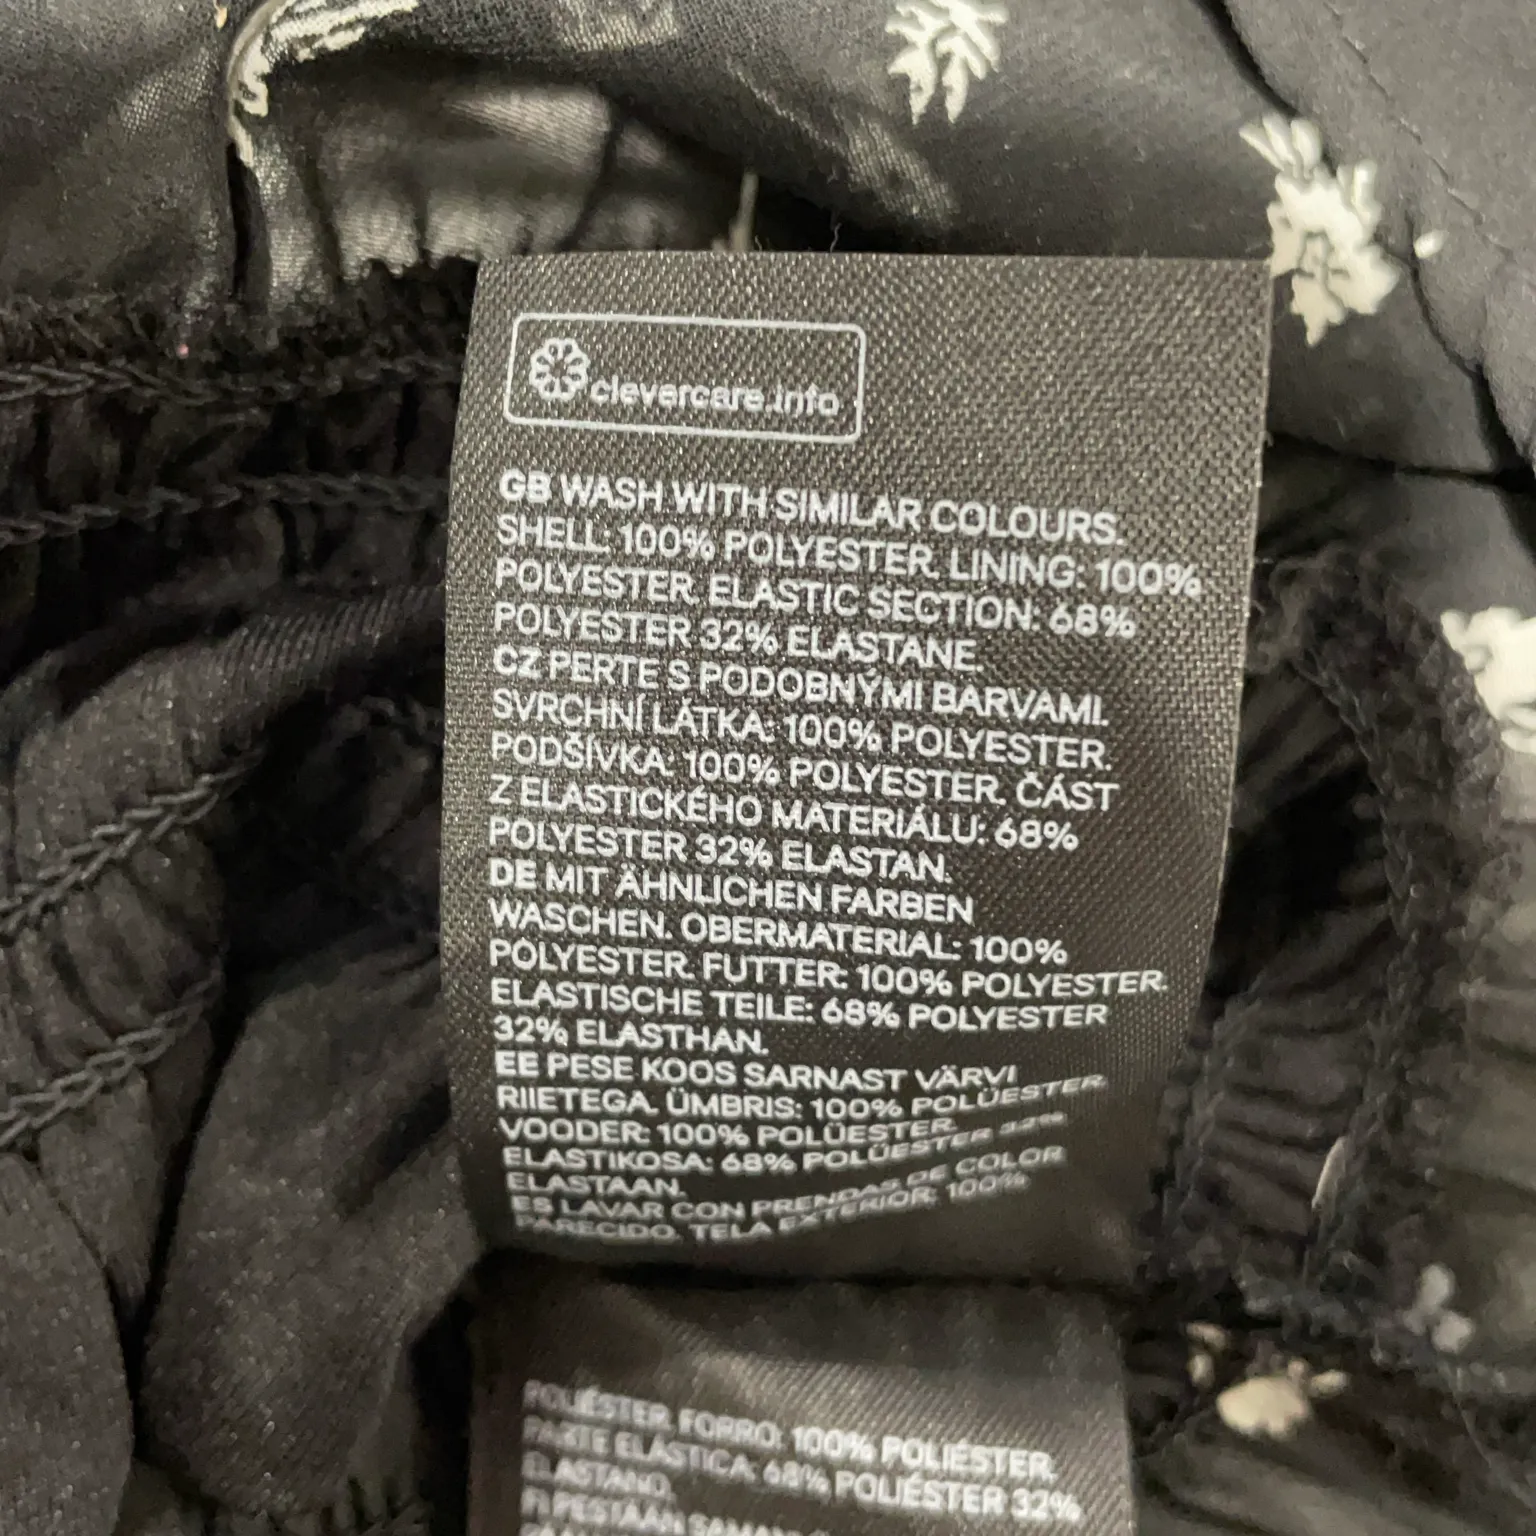 clevercare.info
GB WASH WITH SIMILAR COLOURS.
SHELL: 100% POLYESTER. LINING: 100%
POLYESTER. ELASTIC SECTION: 68%
POLYESTER 32% ELASTANE.
CZ PERTE S PODOBNÝMI BARVAMI.
SVRCHNÍ LÁTKA: 100% POLYESTER.
PODŠÍVKA: 100% POLYESTER. ČÁST
Z ELASTICKÉHO MATERIÁLU: 68%
POLYESTER 32% ELASTAN.
DE MIT ÄHNLICHEN FARBEN
WASCHEN. OBERMATERIAL: 100%
POLYESTER. FUTTER: 100% POLYESTER.
ELASTISCHE TEILE: 68% POLYESTER
32% ELASTHAN.
EE PESE KOOS SARNAST VÄRVI
RIIETEGA. ÜMBRIS: 100% POLÜESTER.
VOODER: 100% POLÜESTER.
ELASTIKOSA: 68% POLÜESTER 32%
ELASTAAN.
ES LAVAR CON PRENDAS DE COLOR
PARECIDO. TELA EXTERIOR: 100%
POLIÉSTER. FORRO: 100% POLIÉSTER.
PARTE ELÁSTICA: 68% POLIÉSTER 32%
ELASTANO.
FI PESTÄÄN